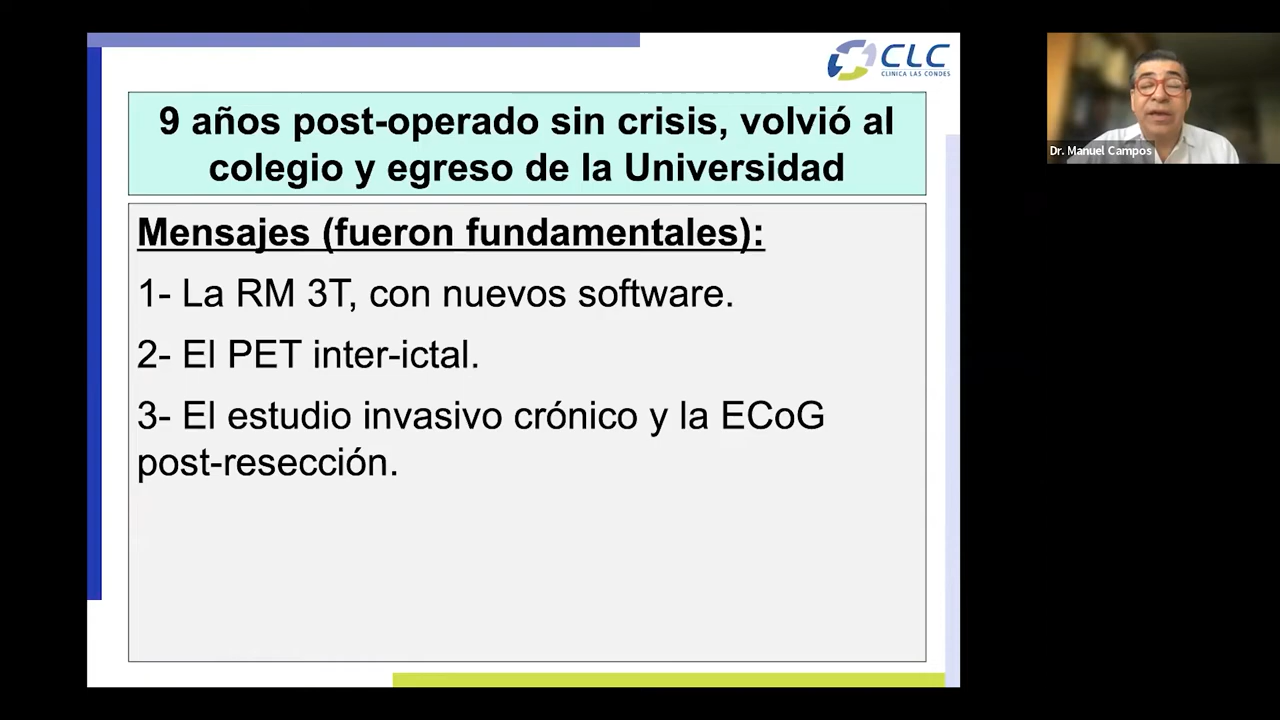 CLC
CLINICA LAS CONDES
9 años post-operado sin crisis, volvió al
colegio y egreso de la Universidad
Mensajes (fueron fundamentales):
1- La RM 3T, con nuevos software.
2- El PET inter-ictal.
3- El estudio invasivo crónico y la ECoG
post-resección.
Dr. Manuel Campos